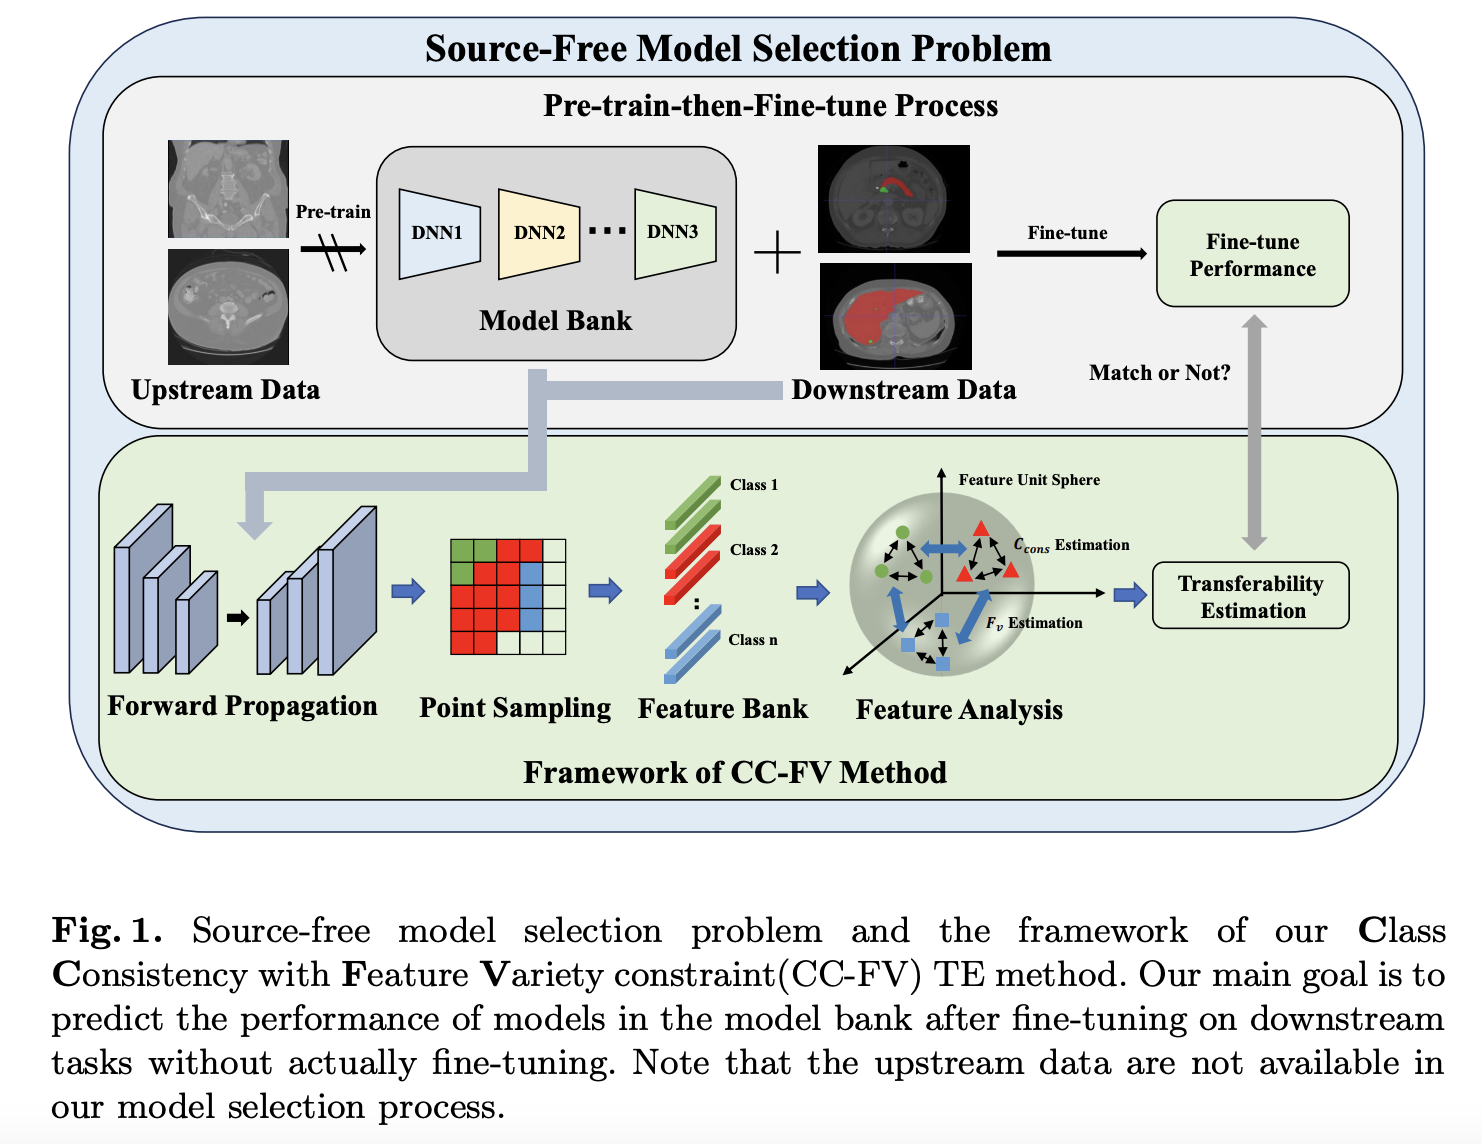 Source-Free Model Selection Problem
Pre-train-then-Fine-tune Process
Pre-train
DNN1
DNN2
DNN3
Model Bank
Fine-tune
Fine-tune
Performance
Upstream Data
Downstream Data
Match or Not?
Class 1
Class 2
Class n
Feature Unit Sphere
C_cons Estimation
F_v Estimation
Transferability
Estimation
Forward Propagation
Point Sampling
Feature Bank
Feature Analysis
Framework of CC-FV Method
Fig. 1. Source-free model selection problem and the framework of our Class
Consistency with Feature Variety constraint(CC-FV) TE method. Our main goal is to
predict the performance of models in the model bank after fine-tuning on downstream
tasks without actually fine-tuning. Note that the upstream data are not available in
our model selection process.